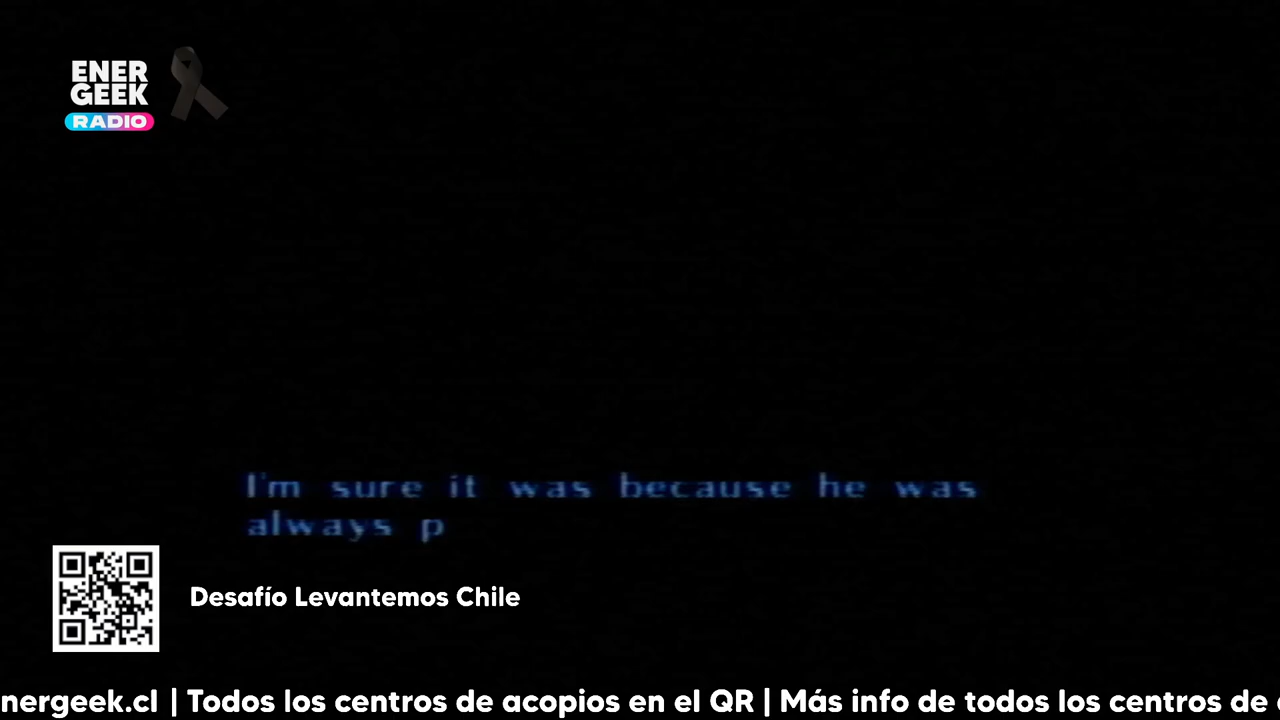 ENER
GEEK
RADIO
I'm sure it was because he was
always p
Desafío Levantemos Chile
nergeek.cl | Todos los centros de acopios en el QR | Más info de todos los centros de